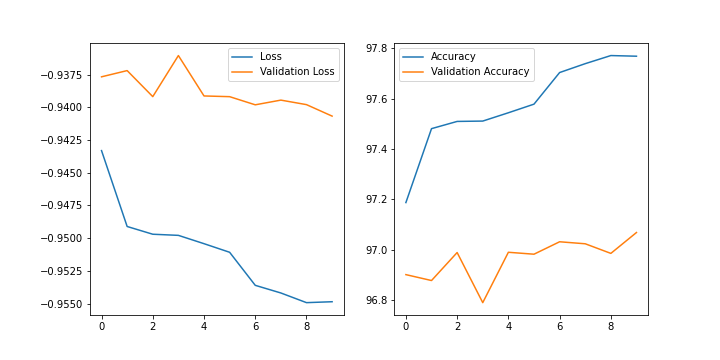 Loss
Validation Loss
−0.9375
−0.9400
−0.9425
−0.9450
−0.9475
−0.9500
−0.9525
−0.9550
0 2 4 6 8
Accuracy
Validation Accuracy
97.8
97.6
97.4
97.2
97.0
96.8
0 2 4 6 8